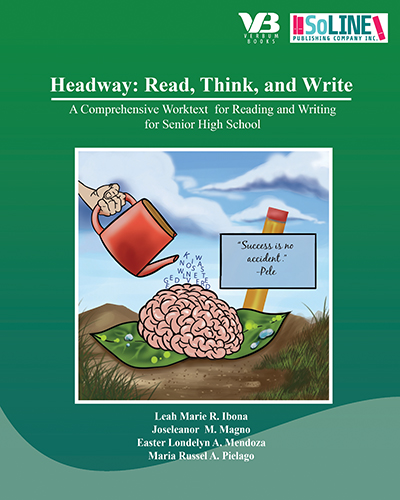 VB
VERBUM
BOOKS
SoLINE!
PUBLISHING COMPANY INC.
Headway: Read, Think, and Write
A Comprehensive Worktext for Reading and Writing
for Senior High School
"Success is no
accident."
-Pele
Leah Marie R. Ibona
Joseleanor M. Magno
Easter Londelyn A. Mendoza
Maria Russel A. Pielago